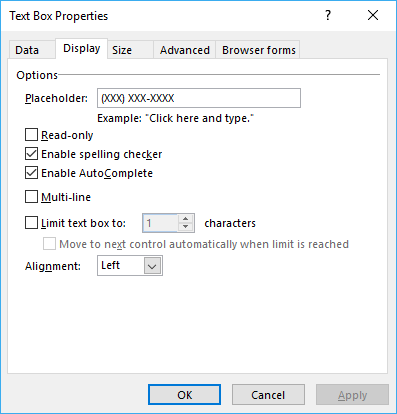 Text Box Properties
Data Display Size Advanced Browser forms
Options
Placeholder: (XXX) XXX-XXXX
Example: "Click here and type."
Read-only
Enable spelling checker
Enable AutoComplete
Multi-line
Limit text box to: 1 characters
Move to next control automatically when limit is reached
Alignment: Left
OK Cancel Apply